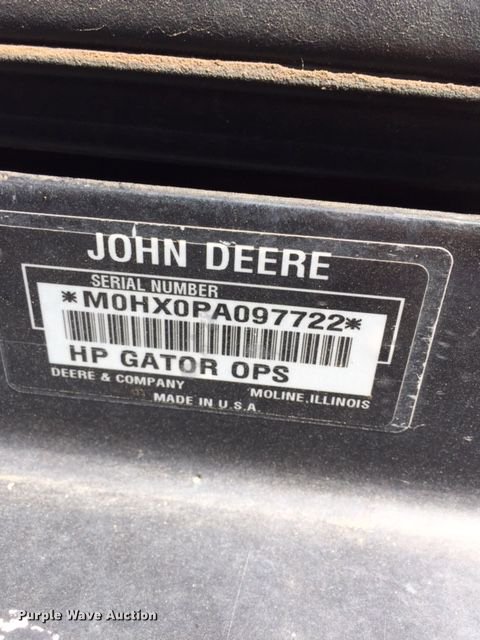 JOHN DEERE
SERIAL NUMBER
*M0HX0PA097722*
HP GATOR OPS
DEERE & COMPANY MOLINE, ILLINOIS
MADE IN U.S.A.
Purple Wave Auction